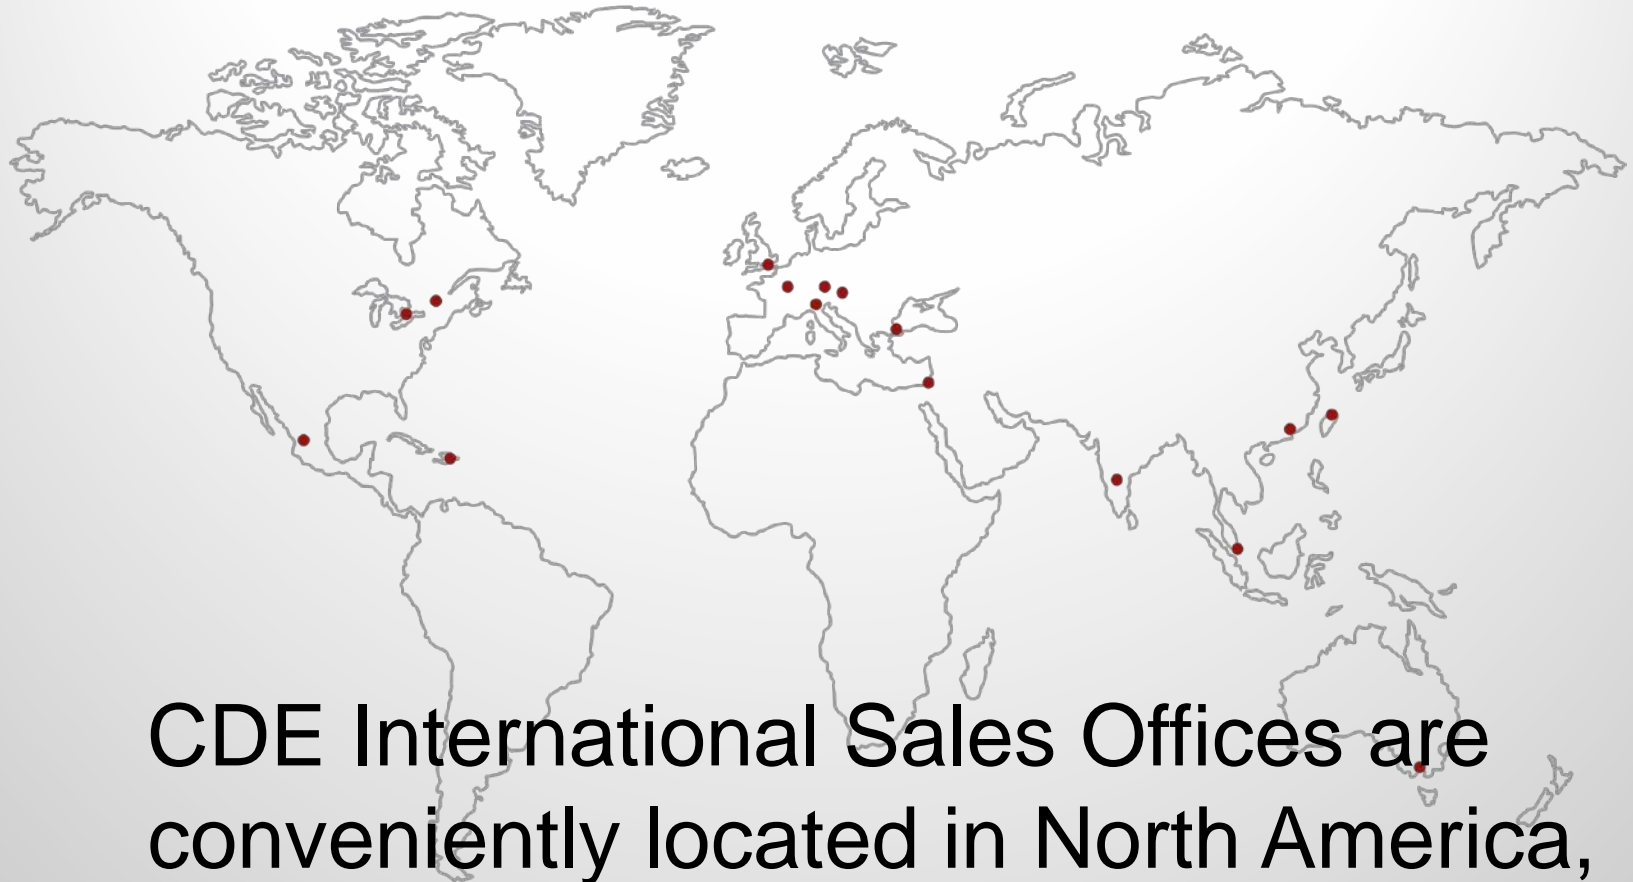 CDE International Sales Offices are
conveniently located in North America,